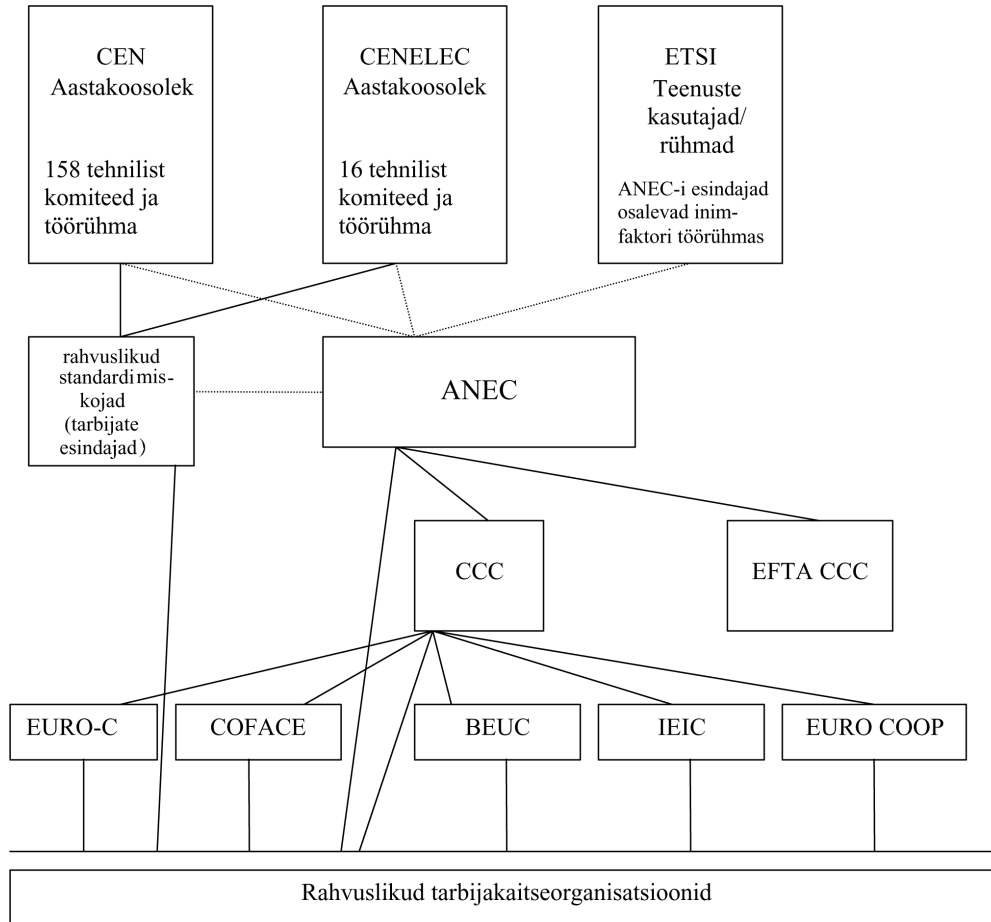 CEN
Aastakoosolek
158 tehnilist
komiteed ja
töörühma
CENELEC
Aastakoosolek
16 tehnilist
komiteed ja
töörühma
ETSI
Teenuste
kasutajad/
rühmad
ANEC-i esindajad
osalevad inim-
faktori töörühmas
rahvuslikud
standardimis-
kojad
(tarbijate
esindajad)
ANEC
CCC
EFTA CCC
EURO-C
COFACE
BEUC
IEIC
EURO COOP
Rahvuslikud tarbijakaitseorganisatsioonid